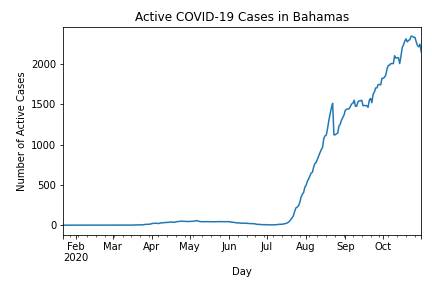 Active COVID-19 Cases in Bahamas
Number of Active Cases
2000
1500
1000
500
0
Feb Mar Apr May Jun Jul Aug Sep Oct
2020
Day